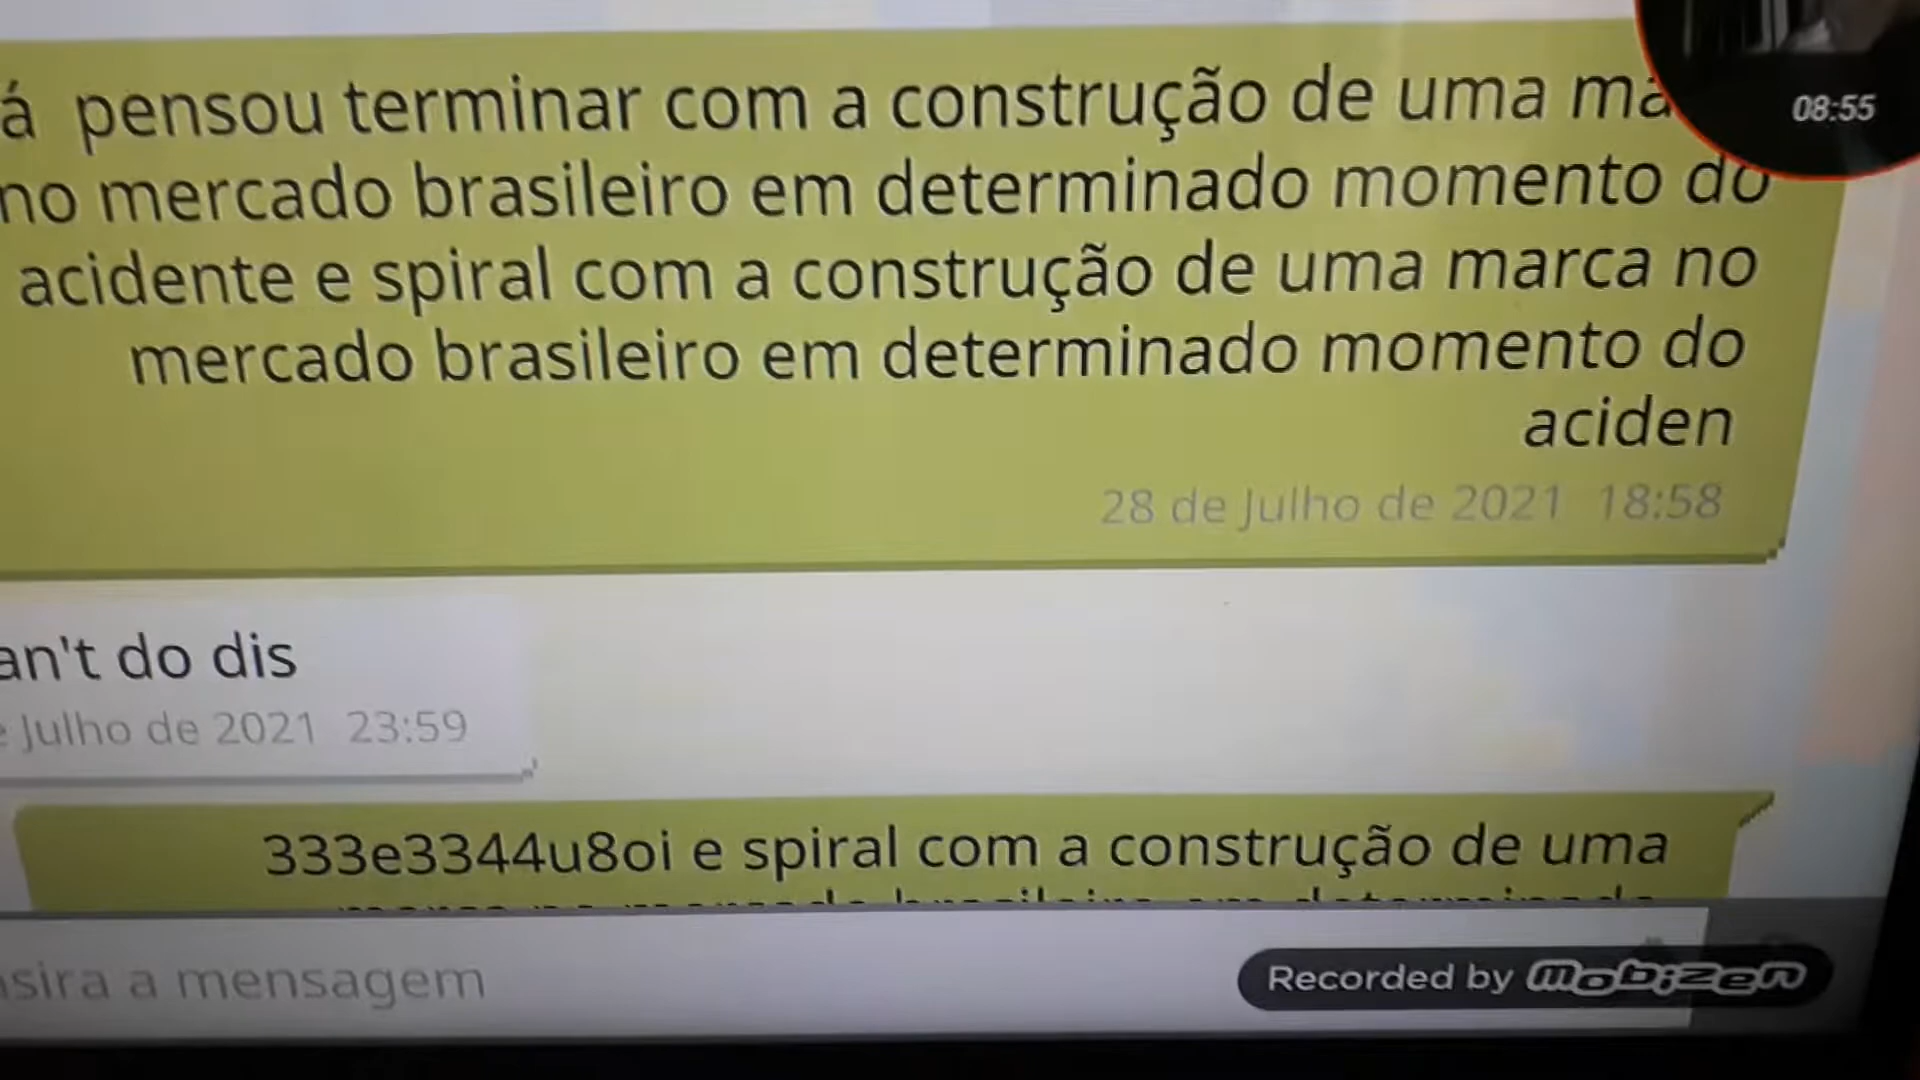 á pensou terminar com a construção de uma
08:55
no mercado brasileiro em determinado momento do
acidente e spiral com a construção de uma marca no
mercado brasileiro em determinado momento do
aciden
28 de Julho de 2021 18:58
an't do dis
Julho de 2021 23:59
333e3344u8oi e spiral com a construção de uma
sira a mensagem
Recorded by mobizen